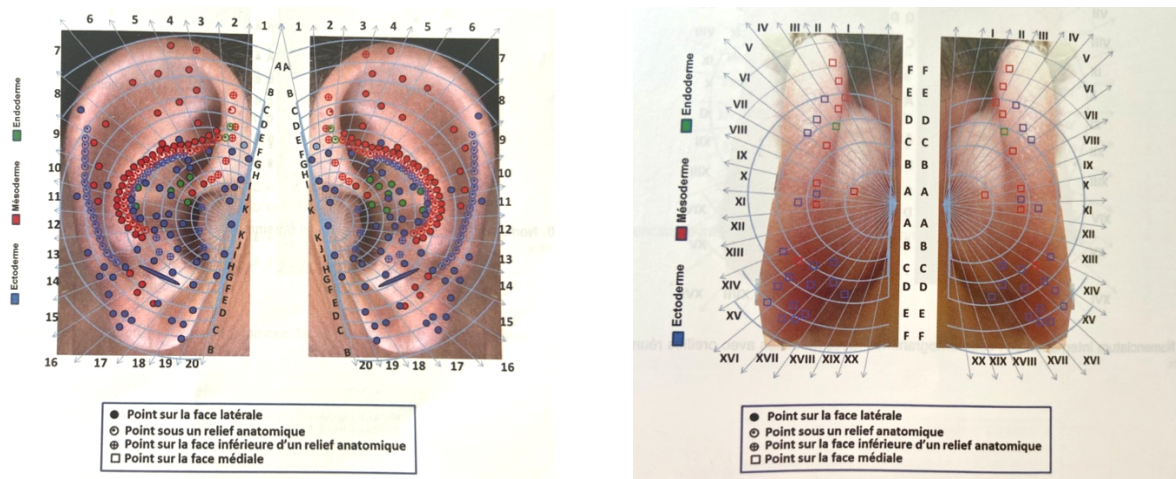 6 5 4 3 2 1 1 2 3 4 5 6
7 A A 7
8 B B 8
C C
9 D D 9
E E
10 F F 10
G G
H H
11 I 11
J J
K K
12 K K 12
J J
13 I I 13
H H
G G
14 F F 14
E E
15 D D 15
C C
B B
16 17 18 19 20 20 19 18 17 16
Endoderme
Mésoderme
Ectoderme
Point sur la face latérale
Point sous un relief anatomique
Point sur la face inférieure d'un relief anatomique
Point sur la face médiale
IV III II I I II III IV
V V
VI F F VI
E E
VII D D VII
VIII C C VIII
IX B B IX
X A A X
XI XI
XII A A XII
B B
XIII C C XIII
XIV D D XIV
XV E E XV
F F
XVI XVII XVIII XIX XX XX XIX XVIII XVII XVI
Endoderme
Mésoderme
Ectoderme
Point sur la face latérale
Point sous un relief anatomique
Point sur la face inférieure d'un relief anatomique
Point sur la face médiale